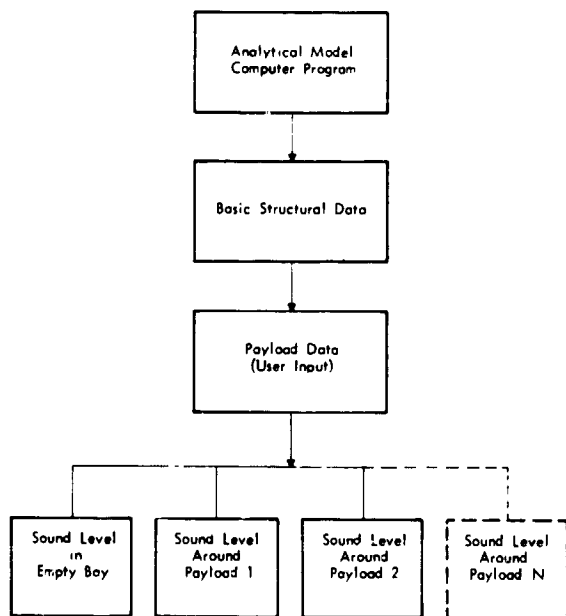 Analytical Model
Computer Program
Basic Structural Data
Payload Data
(User Input)
Sound Level
in
Empty Bay
Sound Level
Around
Payload 1
Sound Level
Around
Payload 2
Sound Level
Around
Payload N